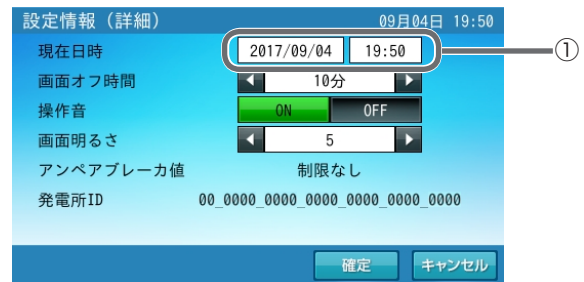 設定情報（詳細） 09月04日 19:50
現在日時 2017/09/04 19:50 ①
画面オフ時間 10分
操作音 ON OFF
画面明るさ 5
アンペアブレーカ値 制限なし
発電所ID 00_0000_0000_0000_0000_0000_0000
確定 キャンセル